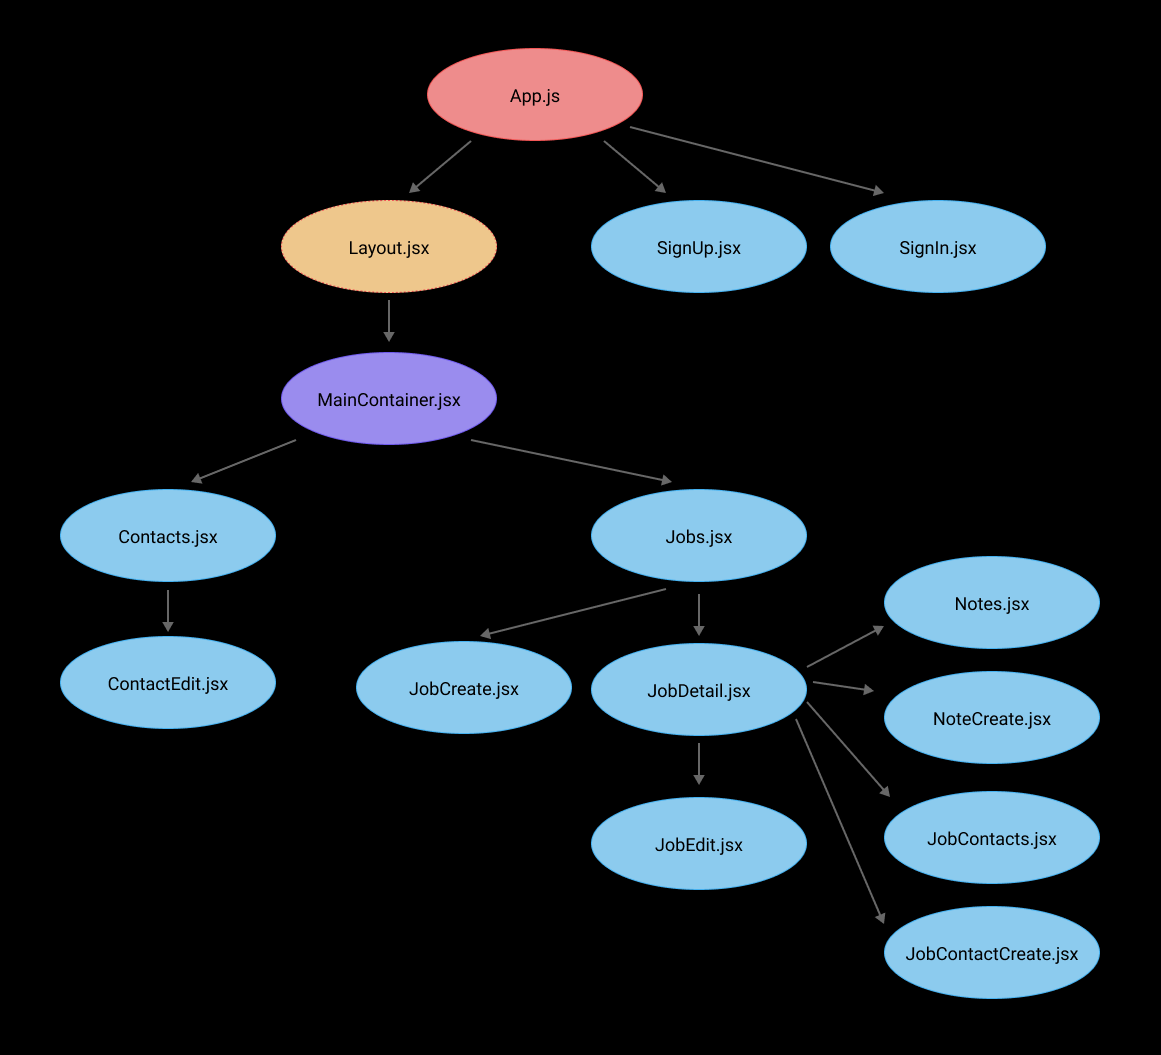 App.js
Layout.jsx
SignUp.jsx
SignIn.jsx
MainContainer.jsx
Contacts.jsx
Jobs.jsx
Notes.jsx
ContactEdit.jsx
JobCreate.jsx
JobDetail.jsx
NoteCreate.jsx
JobEdit.jsx
JobContacts.jsx
JobContactCreate.jsx